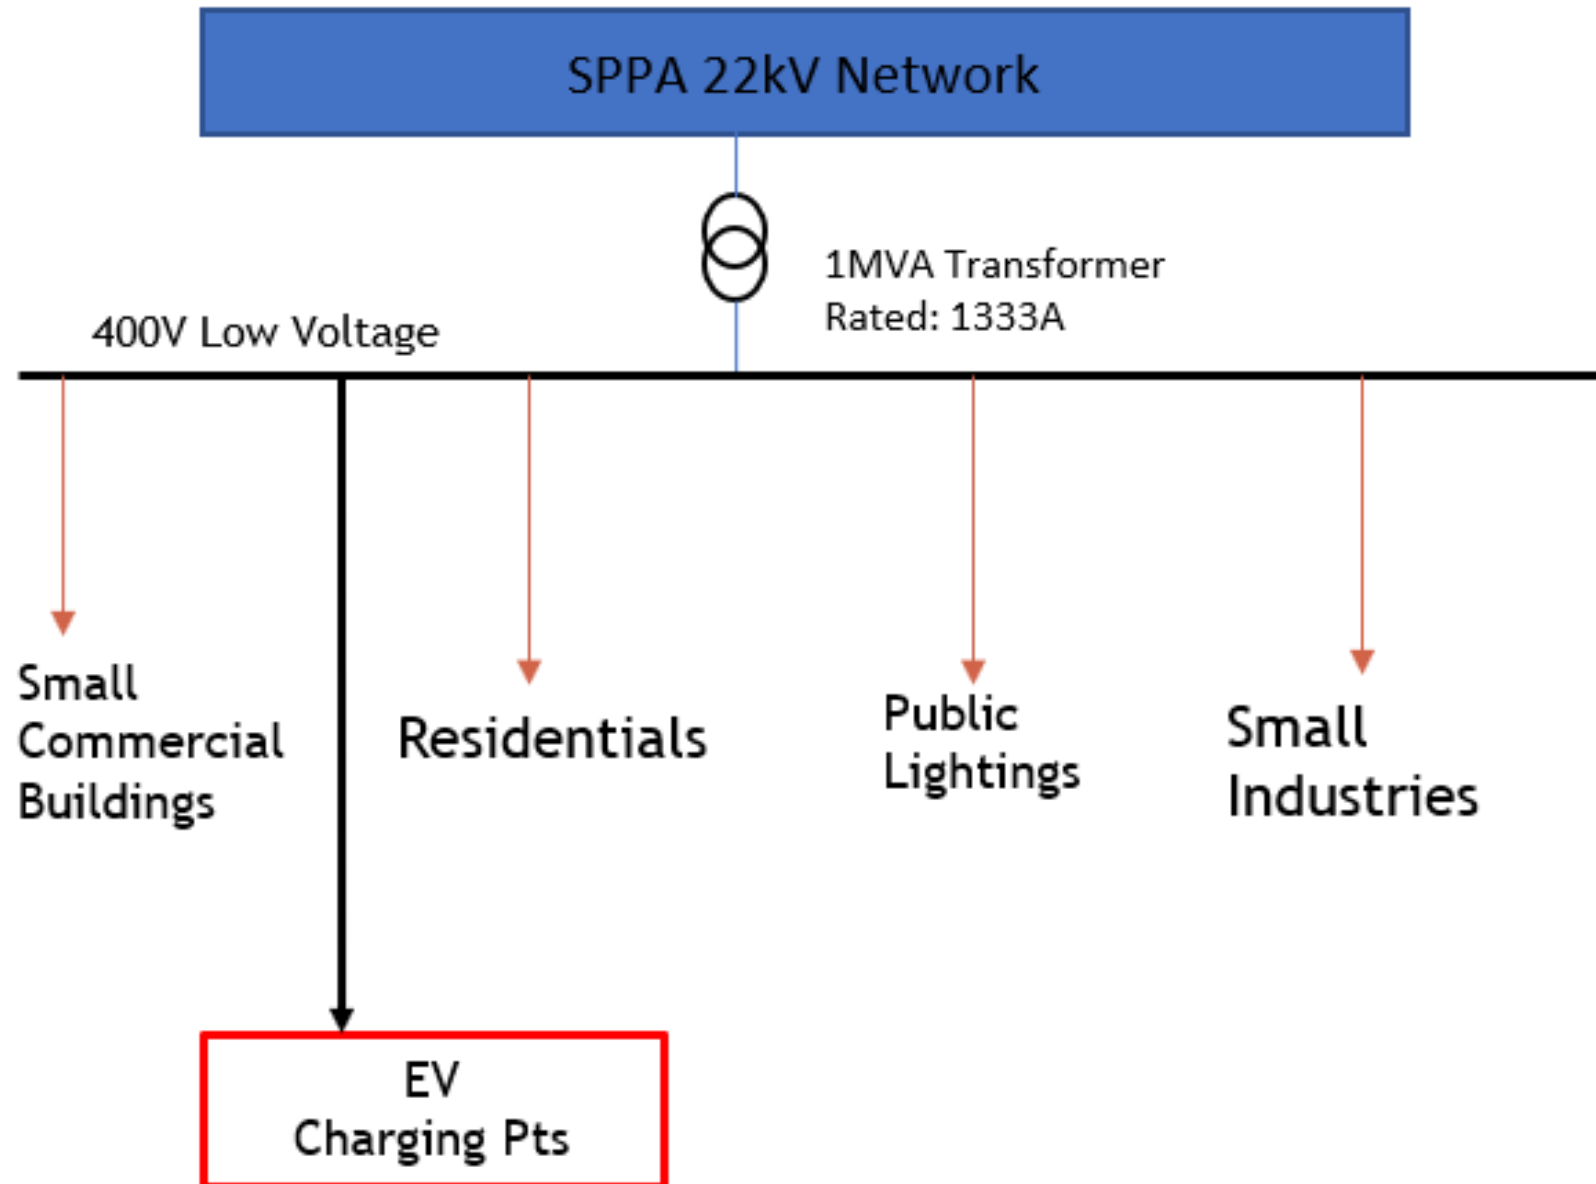 SPPA 22kV Network
1MVA Transformer
Rated: 1333A
400V Low Voltage
Small
Commercial
Buildings
Residentials
Public
Lightings
Small
Industries
EV
Charging Pts